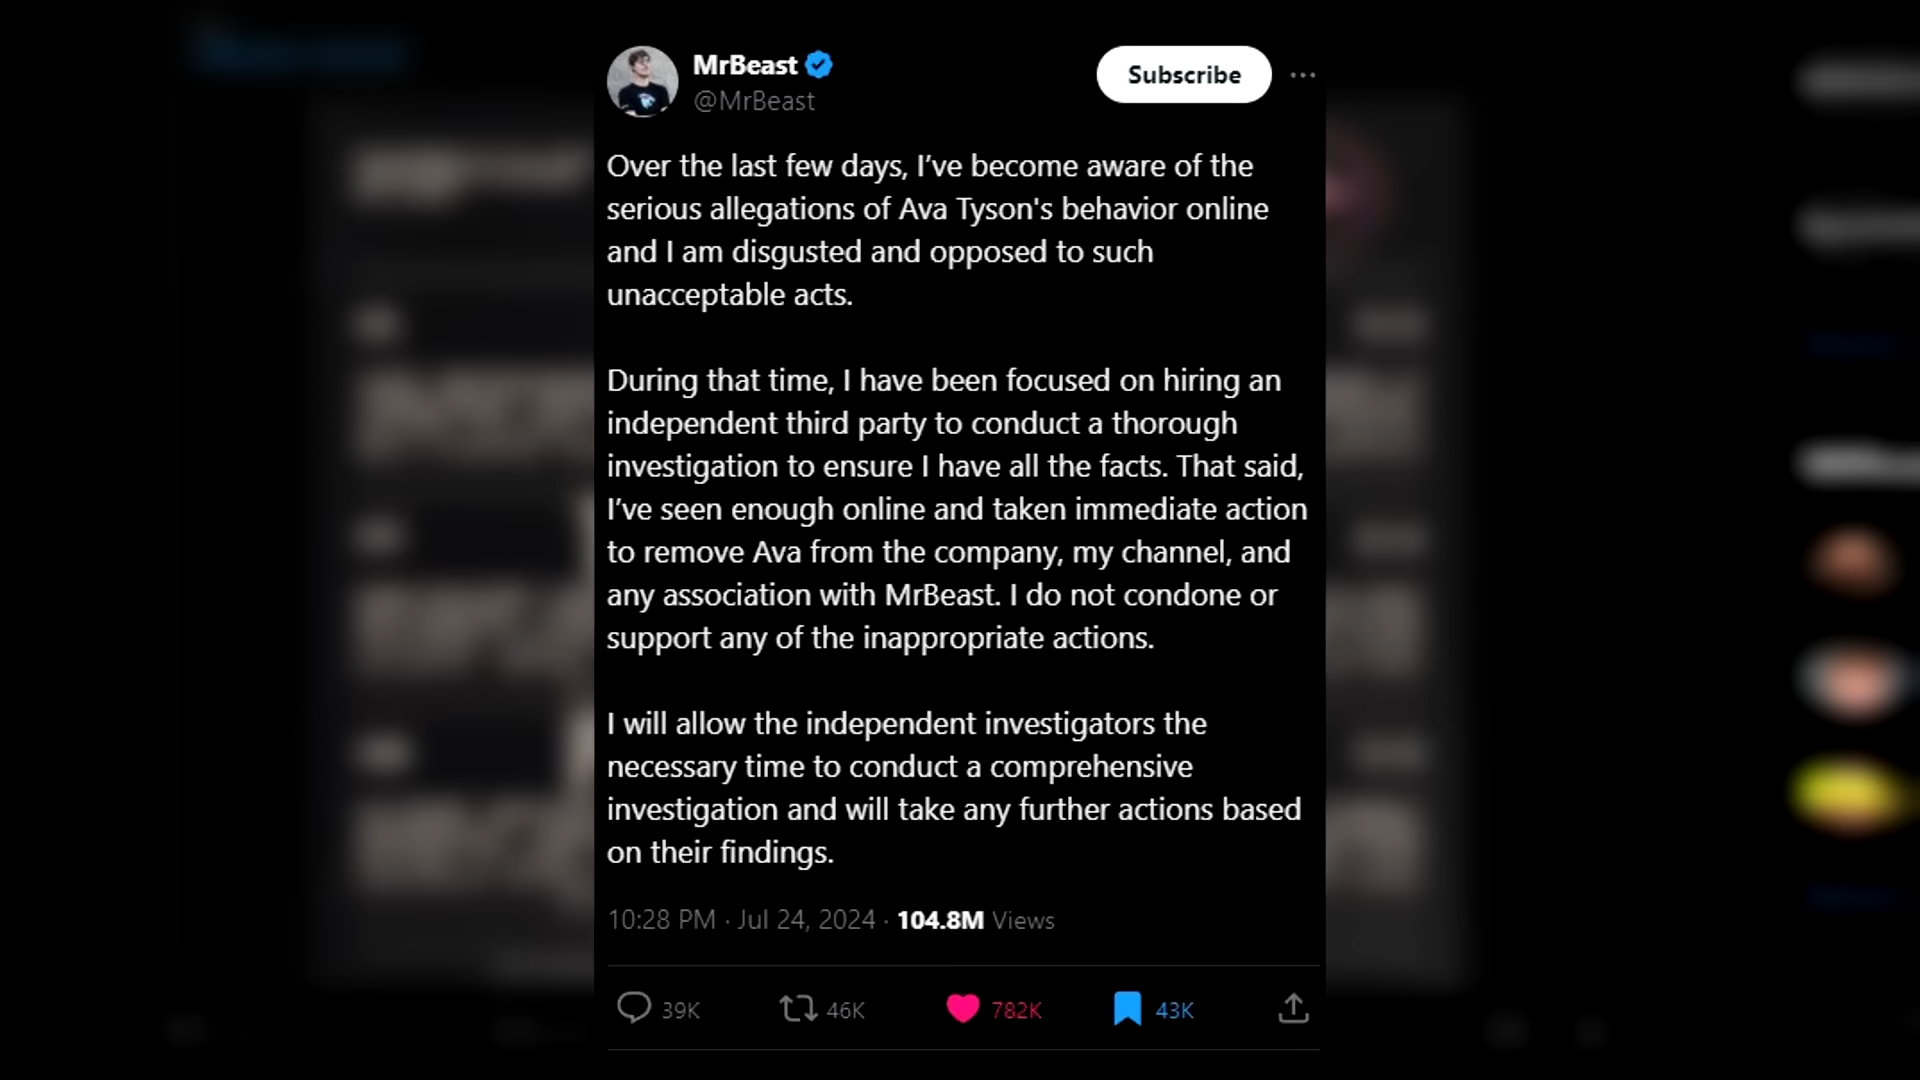 MrBeast
@MrBeast
Subscribe
Over the last few days, I’ve become aware of the
serious allegations of Ava Tyson's behavior online
and I am disgusted and opposed to such
unacceptable acts.
During that time, I have been focused on hiring an
independent third party to conduct a thorough
investigation to ensure I have all the facts. That said,
I’ve seen enough online and taken immediate action
to remove Ava from the company, my channel, and
any association with MrBeast. I do not condone or
support any of the inappropriate actions.
I will allow the independent investigators the
necessary time to conduct a comprehensive
investigation and will take any further actions based
on their findings.
10:28 PM · Jul 24, 2024 · 104.8M Views
39K 46K 782K 43K